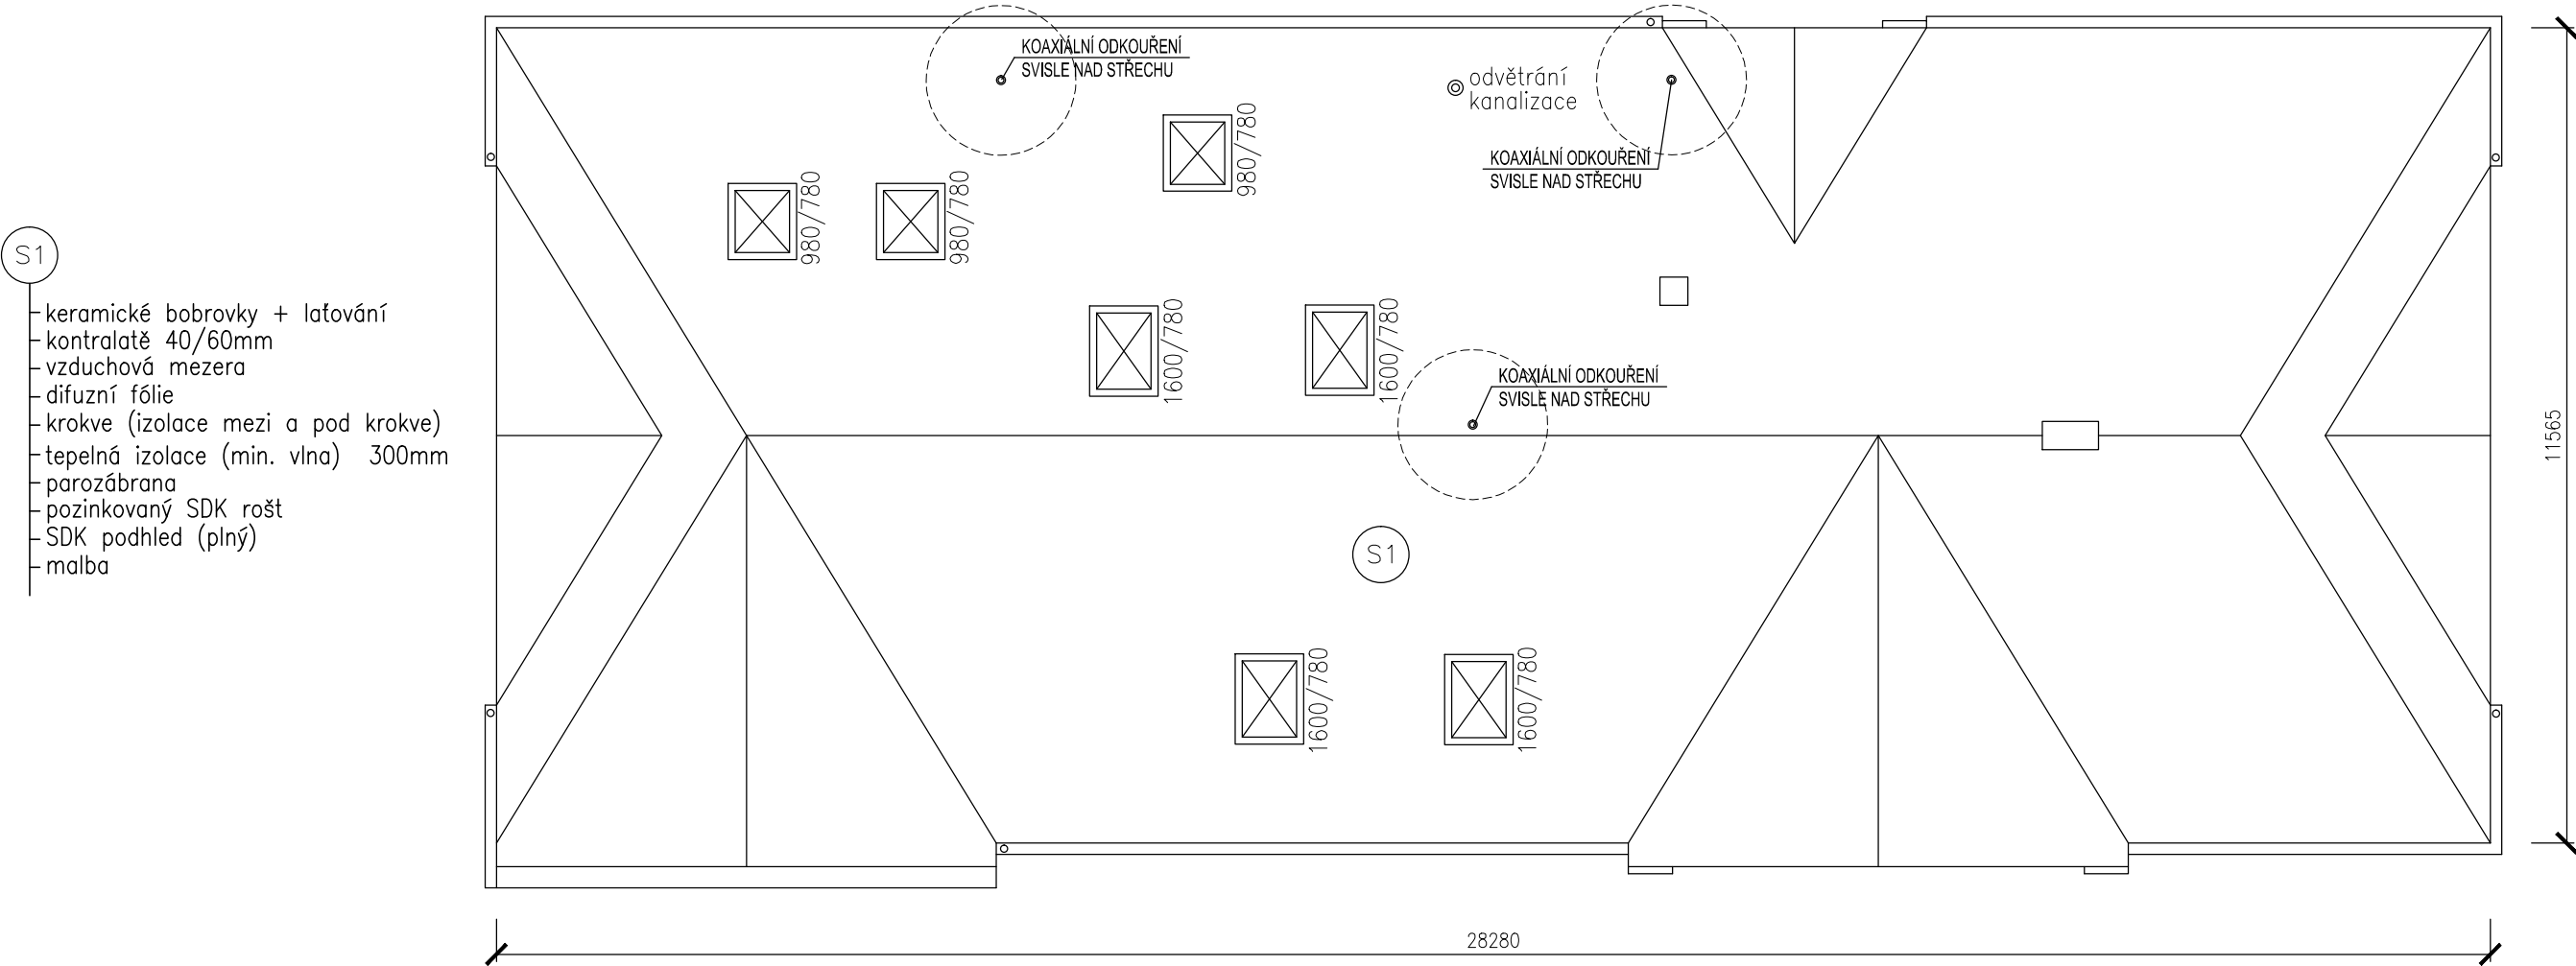 KOAXIÁLNÍ ODKOUŘENÍ
SVISLE NAD STŘECHU
odvětrání
kanalizace
KOAXIÁLNÍ ODKOUŘENÍ
SVISLE NAD STŘECHU
980/780
980/780
980/780
S1
keramické bobrovky + laťování
kontralatě 40/60mm
vzduchová mezera
difuzní fólie
krokve (izolace mezi a pod krokve)
tepelná izolace (min. vlna) 300mm
parozábrana
pozinkovaný SDK rošt
SDK podhled (plný)
malba
1600/780
1600/780
KOAXIÁLNÍ ODKOUŘENÍ
SVISLE NAD STŘECHU
11565
S1
1600/780
1600/780
28280